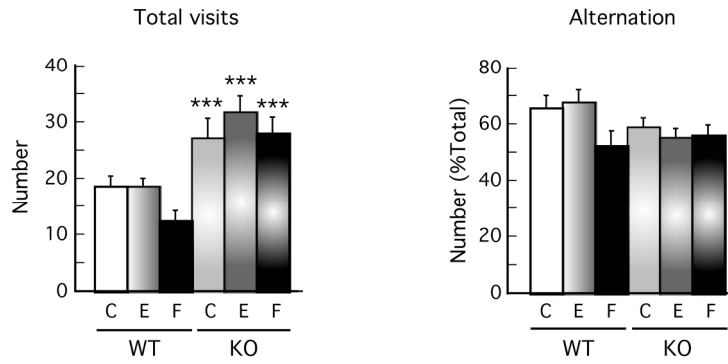 Total visits
Number
40
30
20
10
0
***
***
***
C E F C E F
WT KO
Alternation
Number (%Total)
80
60
40
20
0
C E F C E F
WT KO